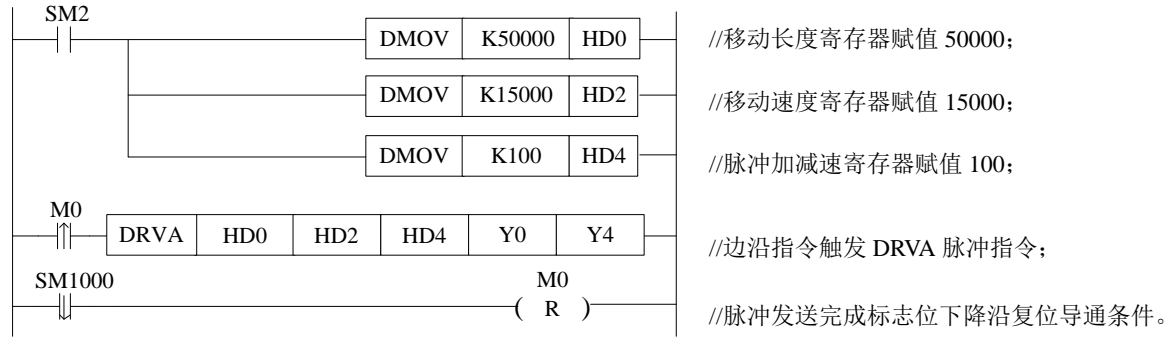 SM2
DMOV K50000 HD0 //移动长度寄存器赋值 50000；
DMOV K15000 HD2 //移动速度寄存器赋值 15000；
DMOV K100 HD4 //脉冲加减速寄存器赋值 100；
M0
DRVA HD0 HD2 HD4 Y0 Y4 //边沿指令触发 DRVA 脉冲指令；
SM1000 M0
( R ) //脉冲发送完成标志位下降沿复位导通条件。